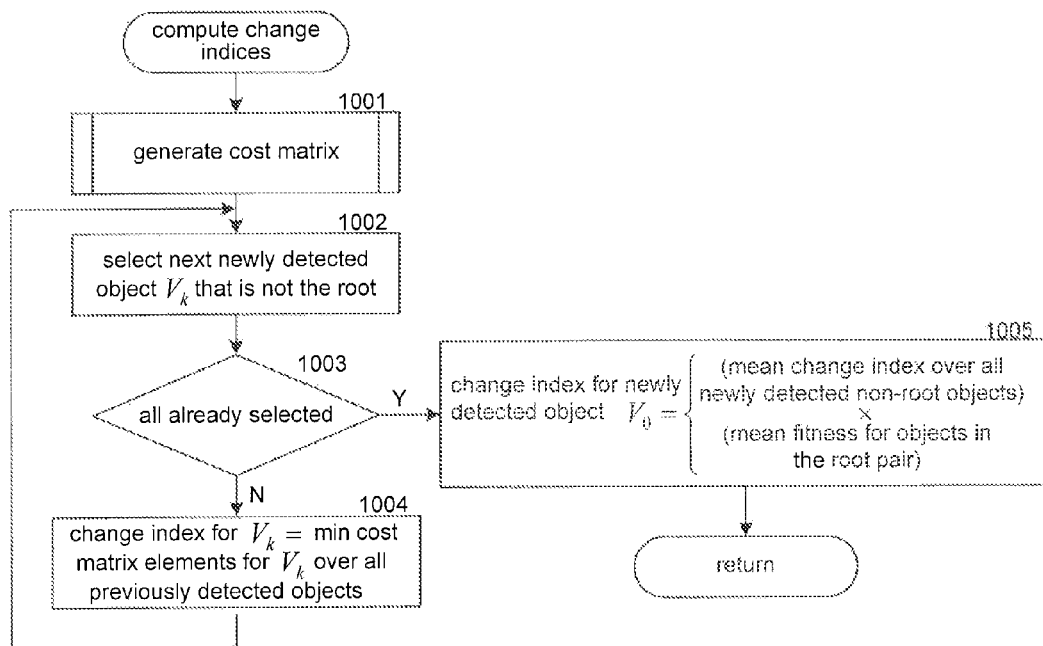 compute change
indices
1001
generate cost matrix
1002
select next newly detected
object V_k that is not the root
1003
all already selected
Y
N
1004
change index for V_k = min cost
matrix elements for V_k over all
previously detected objects
1005
change index for newly
detected object V_0 =
(mean change index over all
newly detected non-root objects)
×
(mean fitness for objects in
the root pair)
return